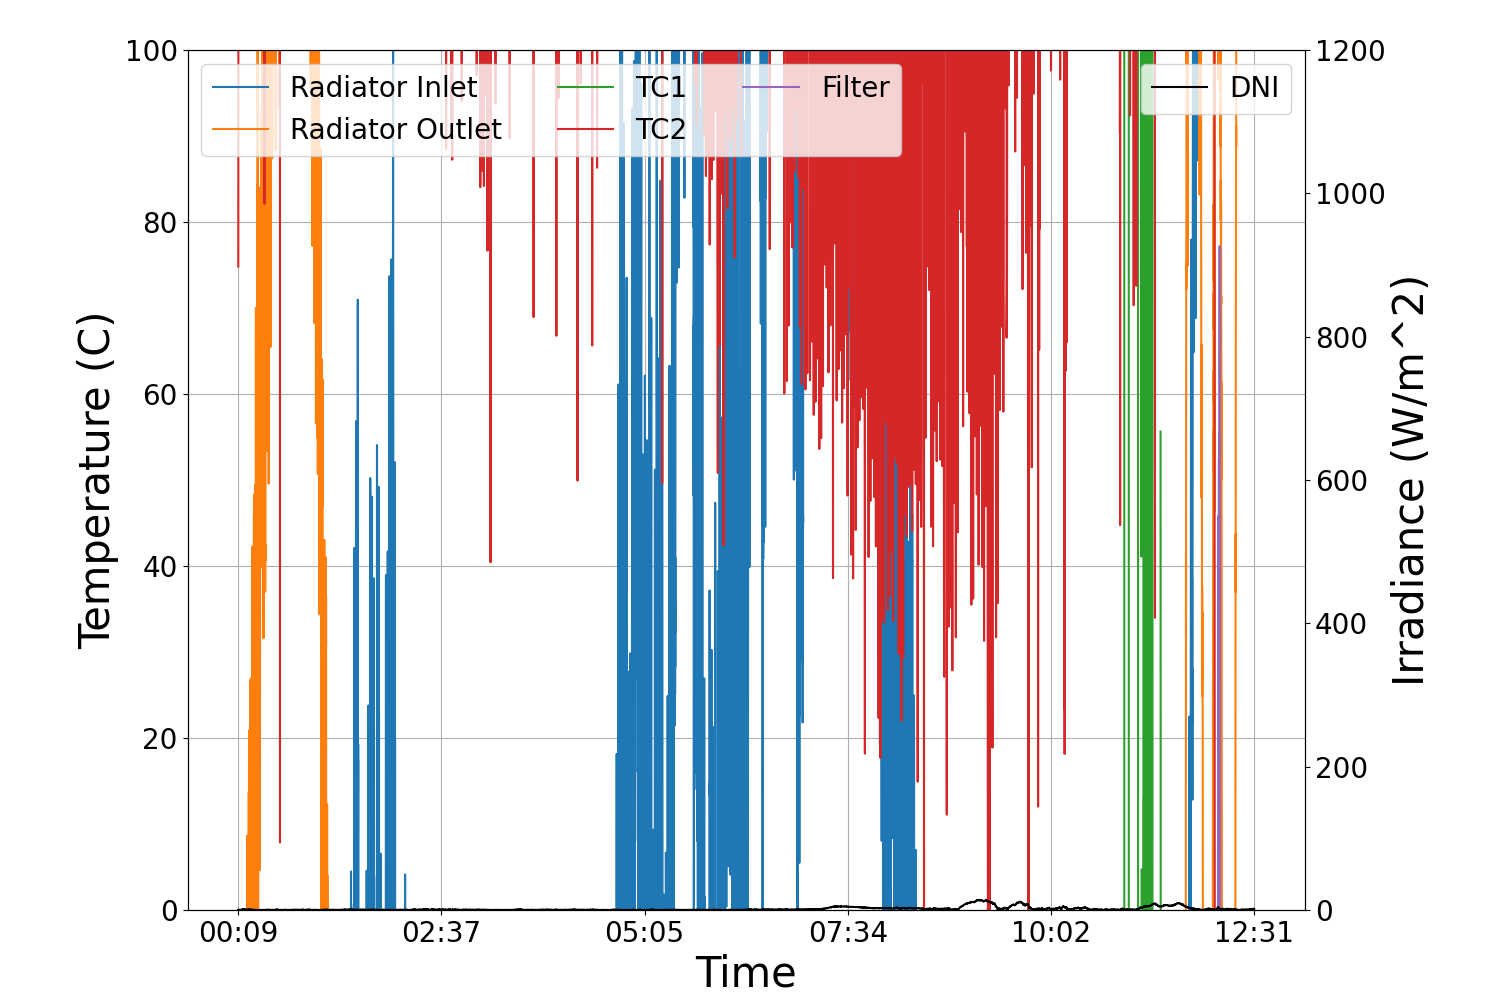 Radiator Inlet
Radiator Outlet
TC1
TC2
Filter
DNI
Temperature (C)
100
80
60
40
20
0
Irradiance (W/m^2)
1200
1000
800
600
400
200
0
00:09 02:37 05:05 07:34 10:02 12:31
Time